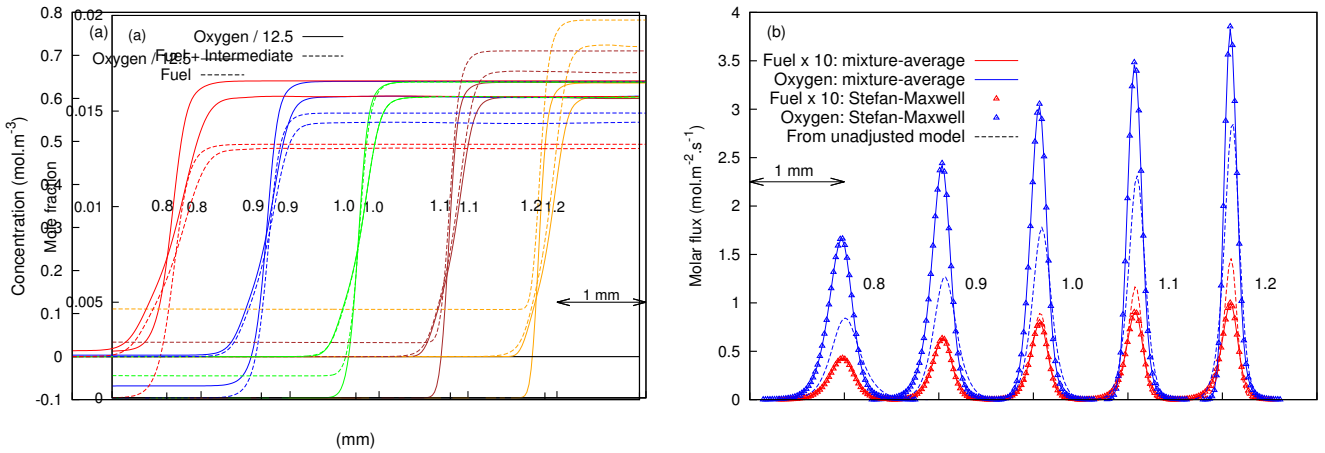 (a)
(a)
Oxygen / 12.5
Fuel + Intermediate
Oxygen / 12.5
Fuel
0.8
0.7
0.6
0.5
0.4
0.3
0.2
0.1
0
-0.1
0.02
0.015
0.01
0.005
0
Concentration (mol.m-3)
Mole fraction
0.8
0.8
0.9
0.9
1.0
1.0
1.1
1.1
1.2
1.2
1 mm
(mm)
(b)
Fuel x 10: mixture-average
Oxygen: mixture-average
Fuel x 10: Stefan-Maxwell
Oxygen: Stefan-Maxwell
From unadjusted model
1 mm
4
3.5
3
2.5
2
1.5
1
0.5
0
Molar flux (mol.m-2.s-1)
0.8
0.9
1.0
1.1
1.2